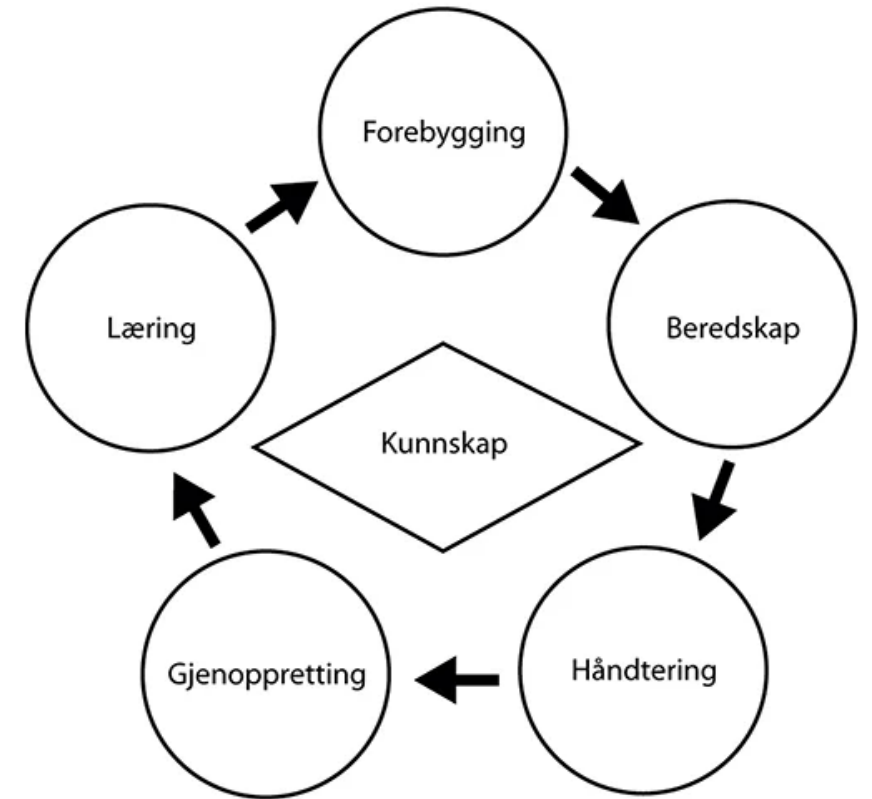 Forebygging
Beredskap
Håndtering
Gjenoppretting
Læring
Kunnskap